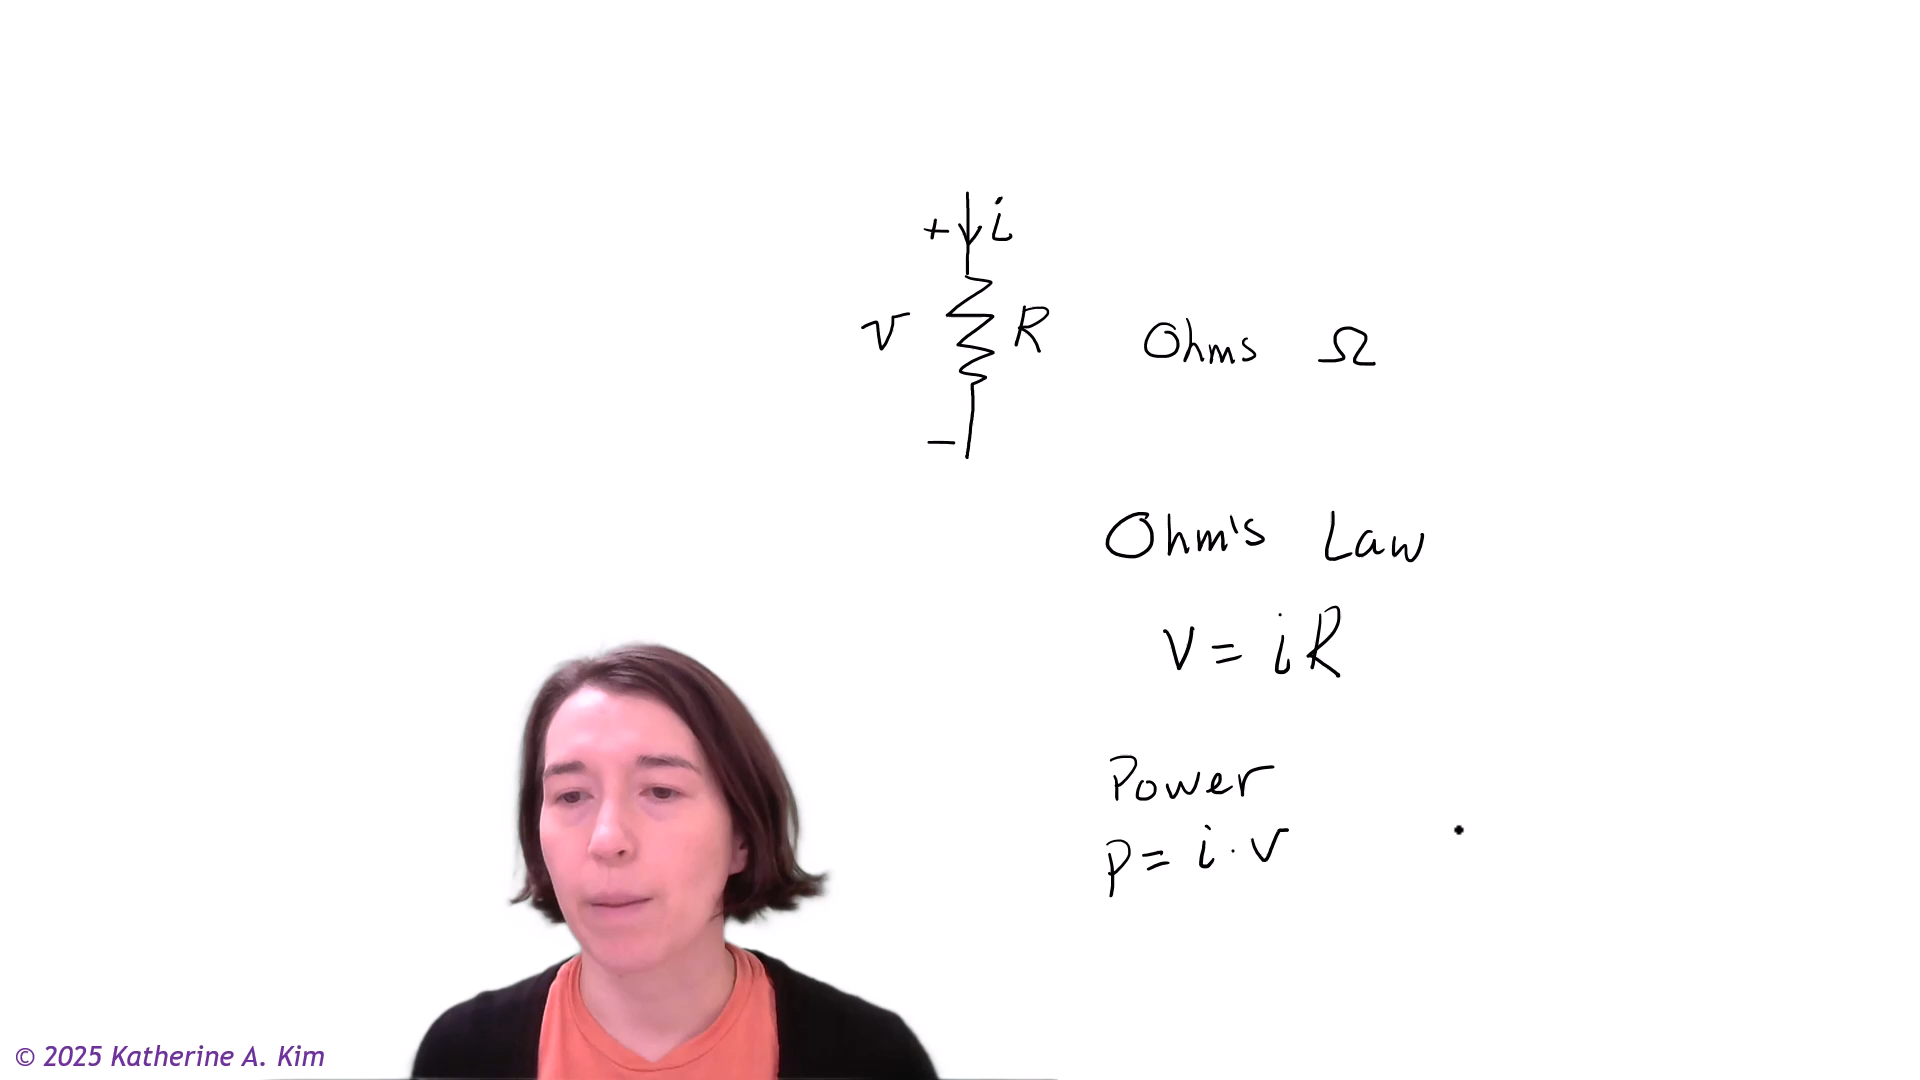 + i
v R Ohms Ω
−
Ohm's Law
v = iR
Power
p = i · v
© 2025 Katherine A. Kim